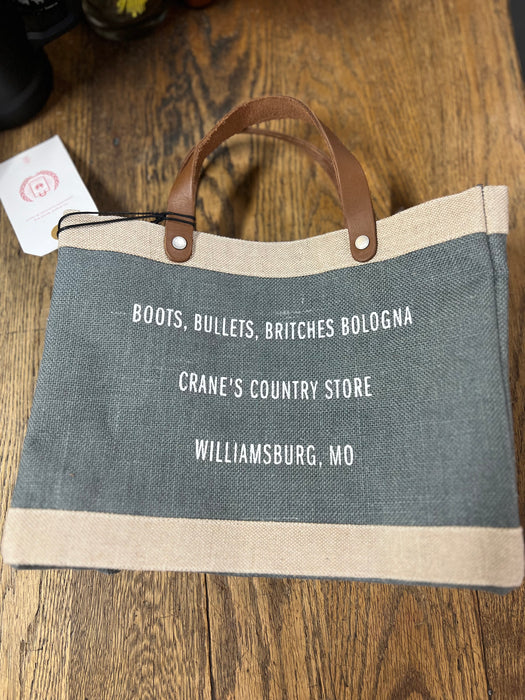 BOOTS, BULLETS, BRITCHES BOLOGNA
CRANE'S COUNTRY STORE
WILLIAMSBURG, MO